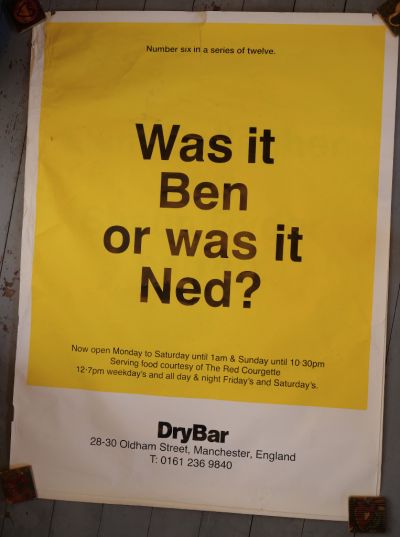 Number six in a series of twelve.
Was it
Ben
or was it
Ned?
Now open Monday to Saturday until 1am & Sunday until 10·30pm
Serving food courtesy of The Red Courgette
12·7pm weekday's and all day & night Friday's and Saturday's.
DryBar
28-30 Oldham Street, Manchester, England
T: 0161 236 9840